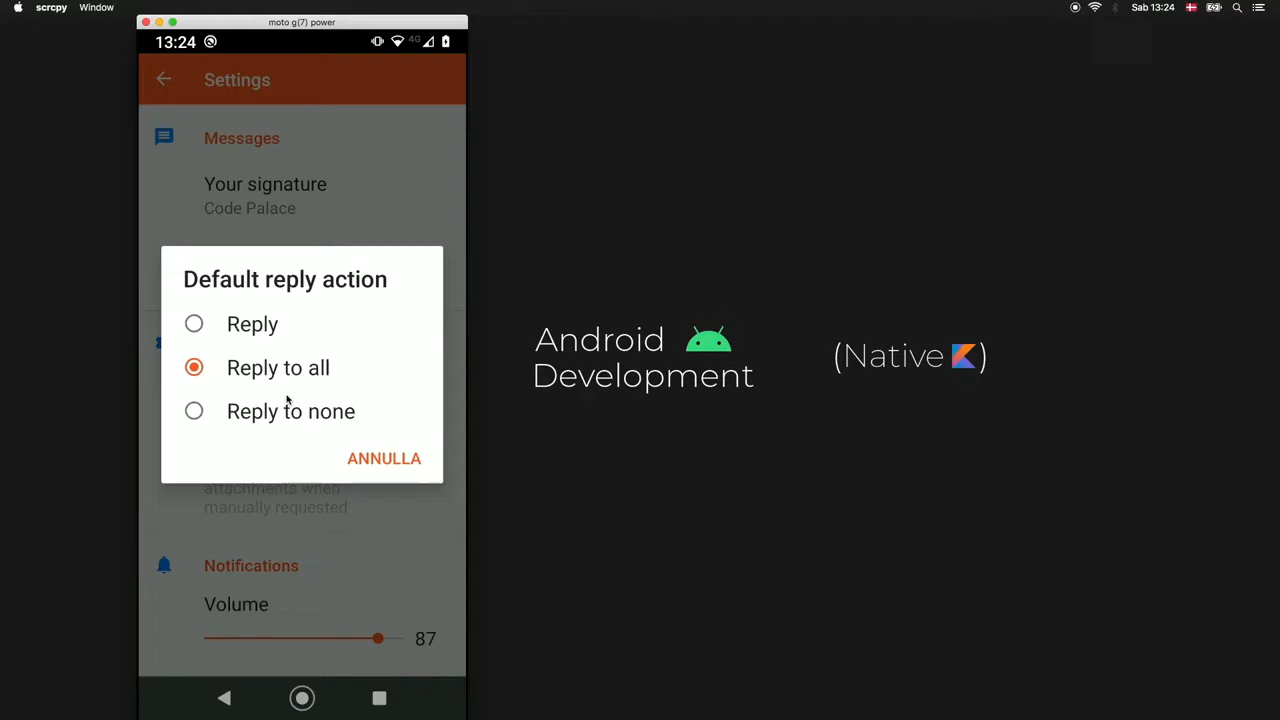 scrcpy Window
Sab 13:24
moto g(7) power
13:24
4G
Settings
Messages
Your signature
Code Palace
Default reply action
Reply
Reply to all
Reply to none
ANNULLA
attachments when
manually requested
Notifications
Volume
87
Android
Development
(Native )